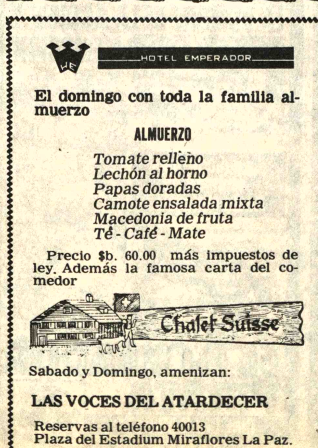 HE
HOTEL EMPERADOR
El domingo con toda la familia al-
muerzo
ALMUERZO
Tomate relleno
Lechón al horno
Papas doradas
Camote ensalada mixta
Macedonia de fruta
Té - Café - Mate
Precio $b. 60.00 más impuestos de
ley. Además la famosa carta del co-
medor
Chalet Suisse
Sabado y Domingo, amenizan:
LAS VOCES DEL ATARDECER
Reservas al teléfono 40013
Plaza del Estadium Miraflores La Paz.